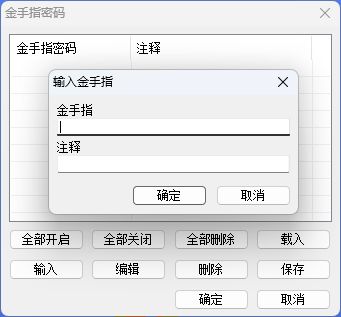 金手指密码
金手指密码 注释
输入金手指
金手指
注释
确定 取消
全部开启 全部关闭 全部删除 载入
输入 编辑 删除 保存
确定 取消